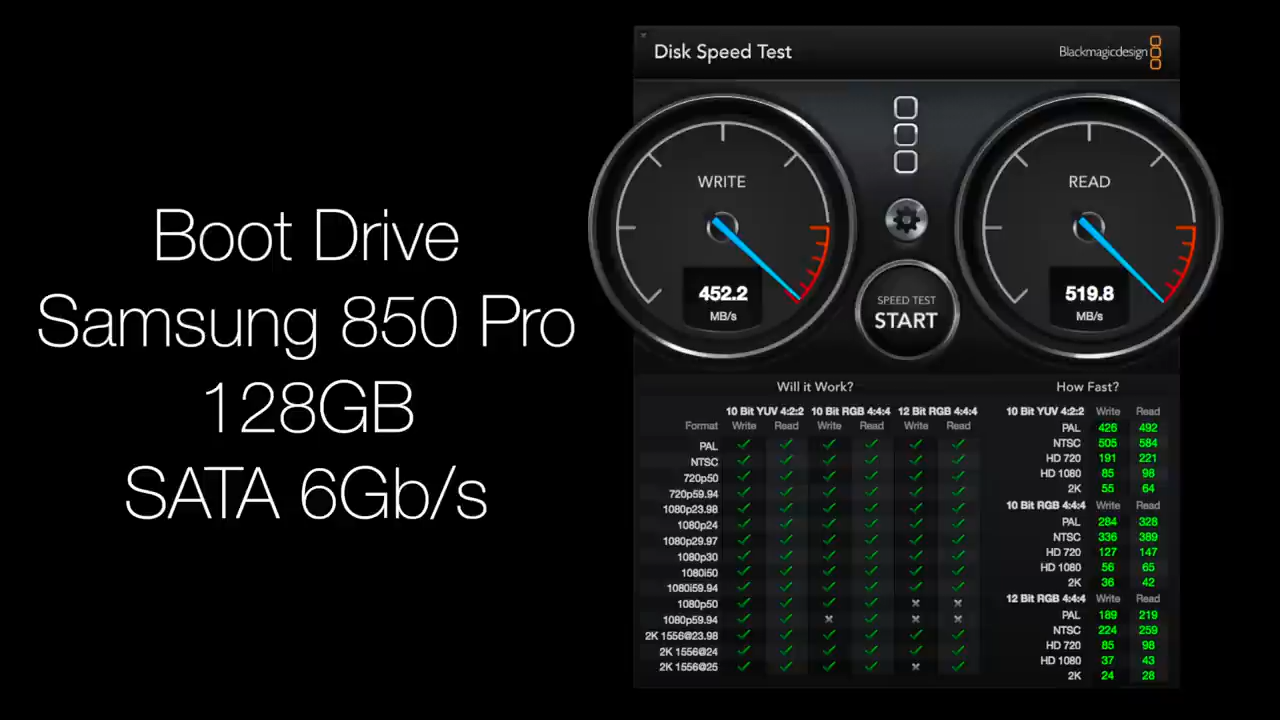 Boot Drive
Samsung 850 Pro
128GB
SATA 6Gb/s
Disk Speed Test
Blackmagicdesign
WRITE
452.2
MB/s
SPEED TEST
START
READ
519.8
MB/s
Will it Work?
10 Bit YUV 4:2:2 10 Bit RGB 4:4:4 12 Bit RGB 4:4:4
Format Write Read Write Read Write Read
PAL
NTSC
720p50
720p59.94
1080p23.98
1080p24
1080p29.97
1080p30
1080i50
1080i59.94
1080p50
1080p59.94
2K 1556@23.98
2K 1556@24
2K 1556@25
How Fast?
10 Bit YUV 4:2:2 Write Read
PAL 426 492
NTSC 505 584
HD 720 191 221
HD 1080 85 98
2K 55 64
10 Bit RGB 4:4:4 Write Read
PAL 284 328
NTSC 336 389
HD 720 127 147
HD 1080 56 65
2K 36 42
12 Bit RGB 4:4:4 Write Read
PAL 189 219
NTSC 224 259
HD 720 85 98
HD 1080 37 43
2K 24 28